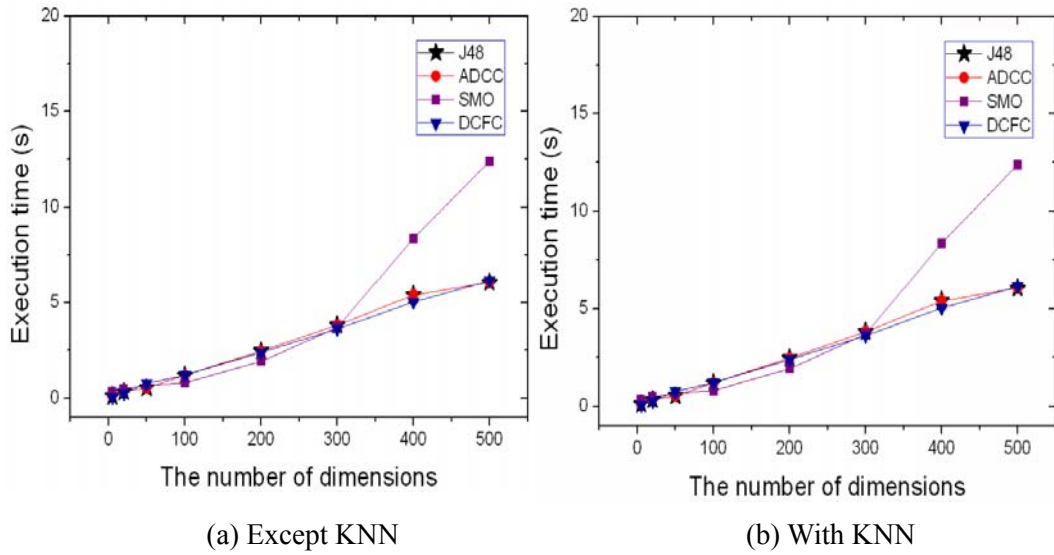 20
15
10
5
0
Execution time (s)
J48
ADCC
SMO
DCFC
0 100 200 300 400 500
The number of dimensions
(a) Except KNN
20
15
10
5
0
Execution time (s)
J48
ADCC
SMO
DCFC
0 100 200 300 400 500
The number of dimensions
(b) With KNN